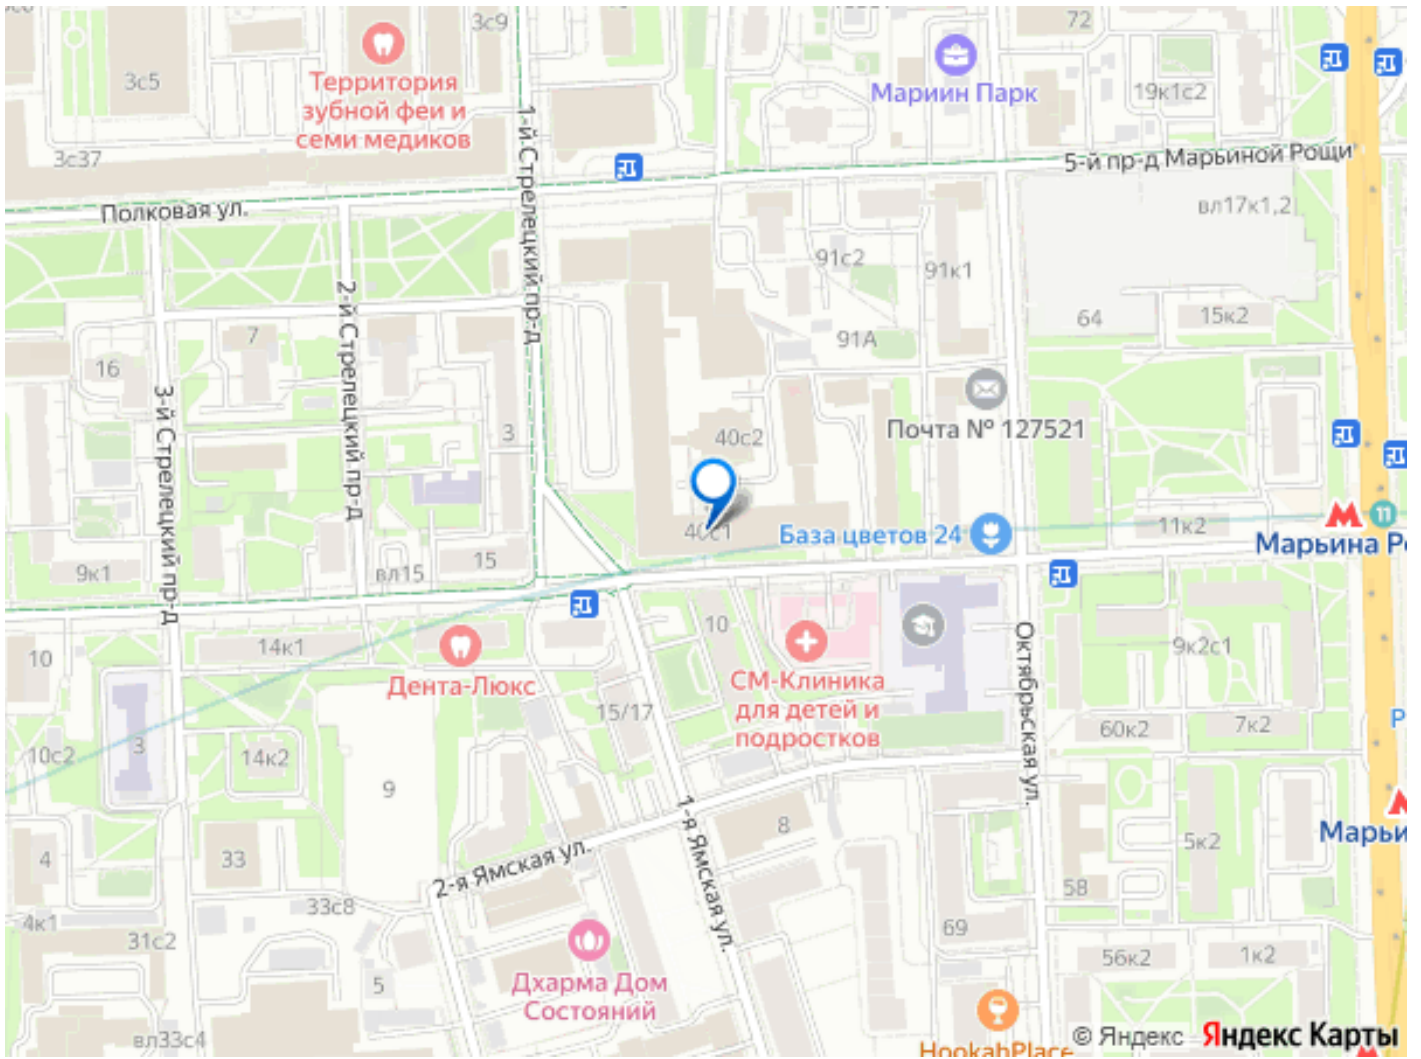 3с9
72
3с5
Территория
зубной феи и
семи медиков
Мариин Парк
19к1с2
3с37
1-й Стрелецкий пр-д
5-й пр-д Марьиной Рощи
Полковая ул.
вл17к1,2
91с2
91к1
2-й Стрелецкий пр-д
7
64
15к2
91А
16
3-й Стрелецкий пр-д
3
40с2
Почта № 127521
40с1
База цветов 24
11к2
11
Марьина Ро
9к1
вл15
15
14к1
10
10
Дента-Люкс
СМ-Клиника
для детей и
подростков
Октябрьская ул.
9к2с1
15/17
60к2
7к2
Р
10с2
3
14к2
9
1-я Ямская ул.
8
Марьи
5к2
4
33
2-я Ямская ул.
58
33с8
4к1
31с2
69
56к2
1к2
5
Дхарма Дом
Состояний
вл33с4
HookahPlace
© Яндекс Яндекс Карты